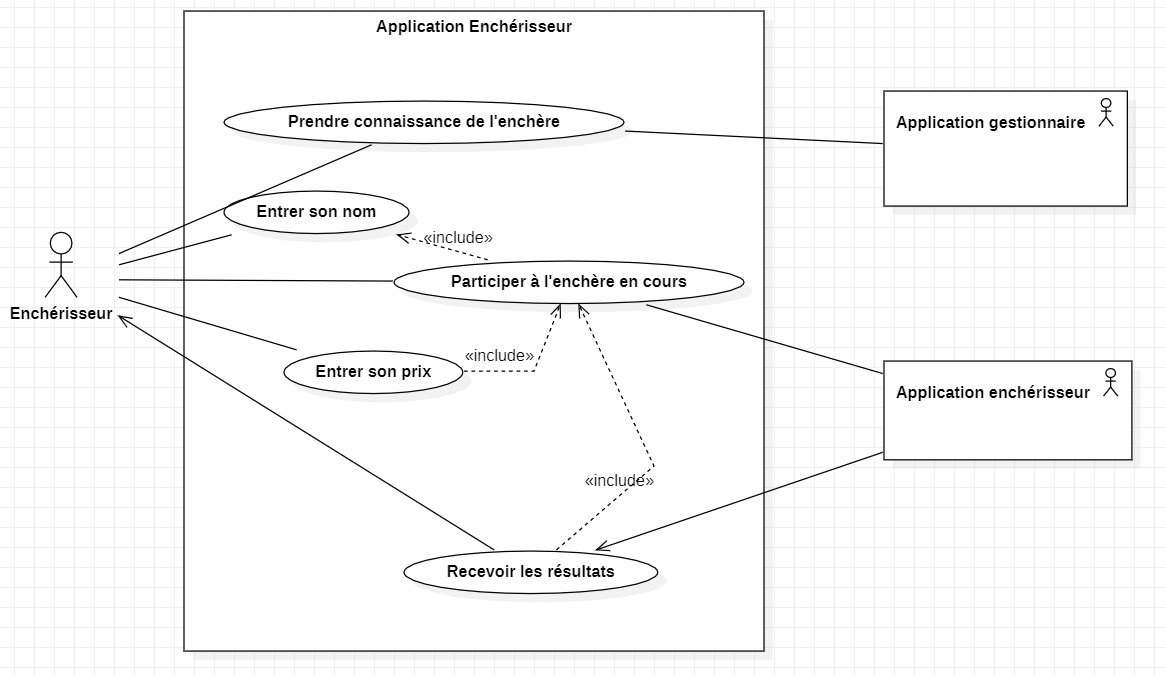 Application Enchérisseur
Prendre connaissance de l'enchère
Application gestionnaire
Entrer son nom
«include»
Participer à l'enchère en cours
Enchérisseur
«include»
Entrer son prix
Application enchérisseur
«include»
Recevoir les résultats